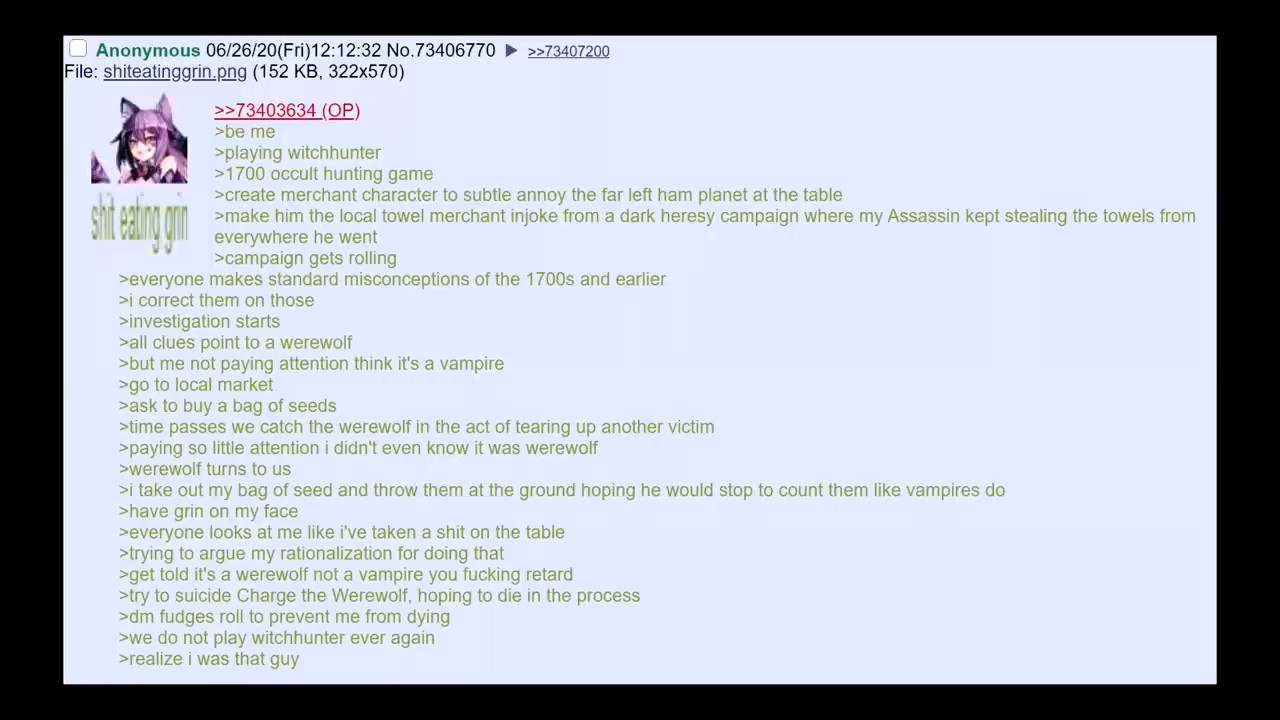 Anonymous 06/26/20(Fri)12:12:32 No.73406770 ▶ >>73407200
File: shiteatinggrin.png (152 KB, 322x570)
shit eating grin
>>73403634 (OP)
>be me
>playing witchhunter
>1700 occult hunting game
>create merchant character to subtle annoy the far left ham planet at the table
>make him the local towel merchant injoke from a dark heresy campaign where my Assassin kept stealing the towels from
everywhere he went
>campaign gets rolling
>everyone makes standard misconceptions of the 1700s and earlier
>i correct them on those
>investigation starts
>all clues point to a werewolf
>but me not paying attention think it's a vampire
>go to local market
>ask to buy a bag of seeds
>time passes we catch the werewolf in the act of tearing up another victim
>paying so little attention i didn't even know it was werewolf
>werewolf turns to us
>i take out my bag of seed and throw them at the ground hoping he would stop to count them like vampires do
>have grin on my face
>everyone looks at me like i've taken a shit on the table
>trying to argue my rationalization for doing that
>get told it's a werewolf not a vampire you fucking retard
>try to suicide Charge the Werewolf, hoping to die in the process
>dm fudges roll to prevent me from dying
>we do not play witchhunter ever again
>realize i was that guy